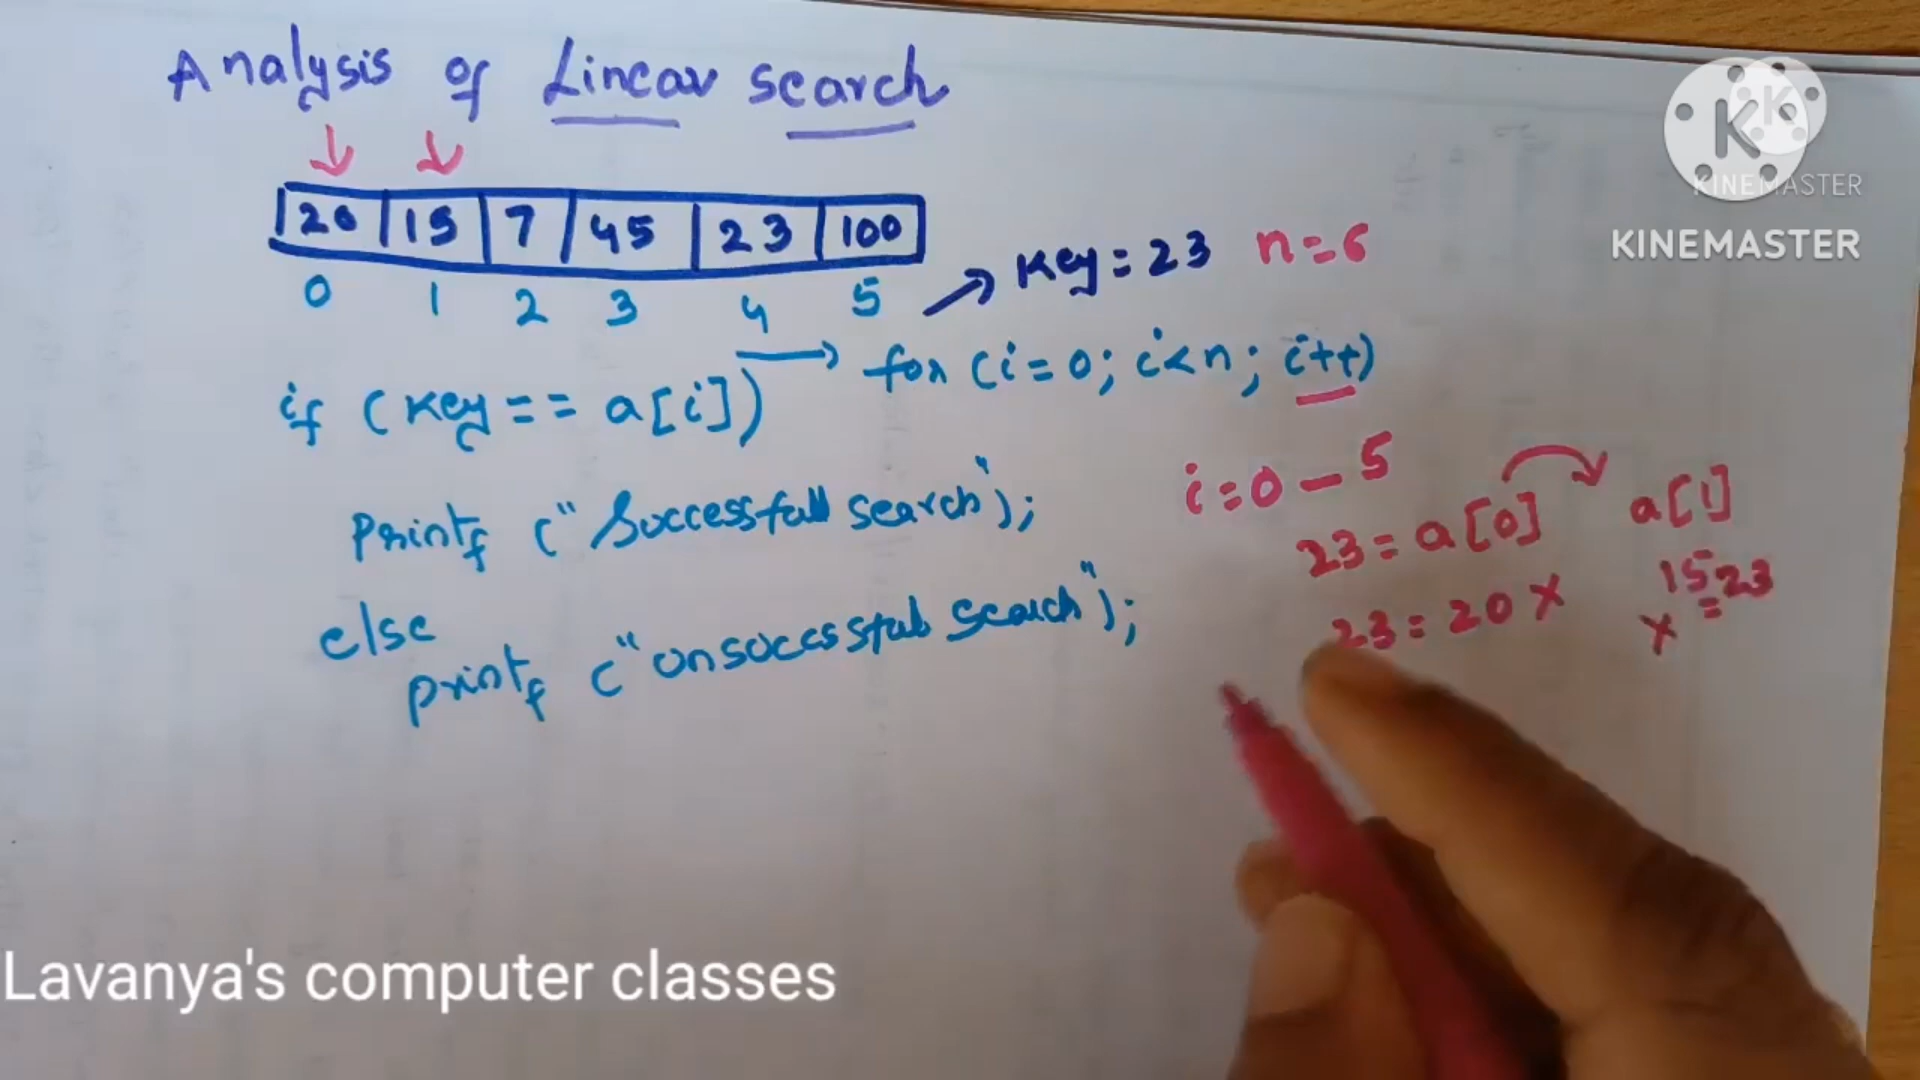 Analysis of Linear search
20 15 7 45 23 100
0 1 2 3 4 5
Key = 23 n = 6
for (i = 0; i < n; i++)
if (key == a[i])
i = 0 - 5
printf ("Successfull search");
23 = a[0] a[1]
23 = 20 x
15 = 23
x
else
printf ("unsuccessful search");
K
K
KINEMASTER
KINEMASTER
Lavanya's computer classes